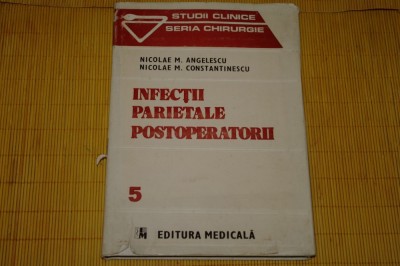 STUDII CLINICE
SERIA CHIRURGIE
NICOLAE M. ANGELESCU
NICOLAE M. CONSTANTINESCU
INFECȚII
PARIETALE
POSTOPERATORII
5
EDITURA MEDICALĂ